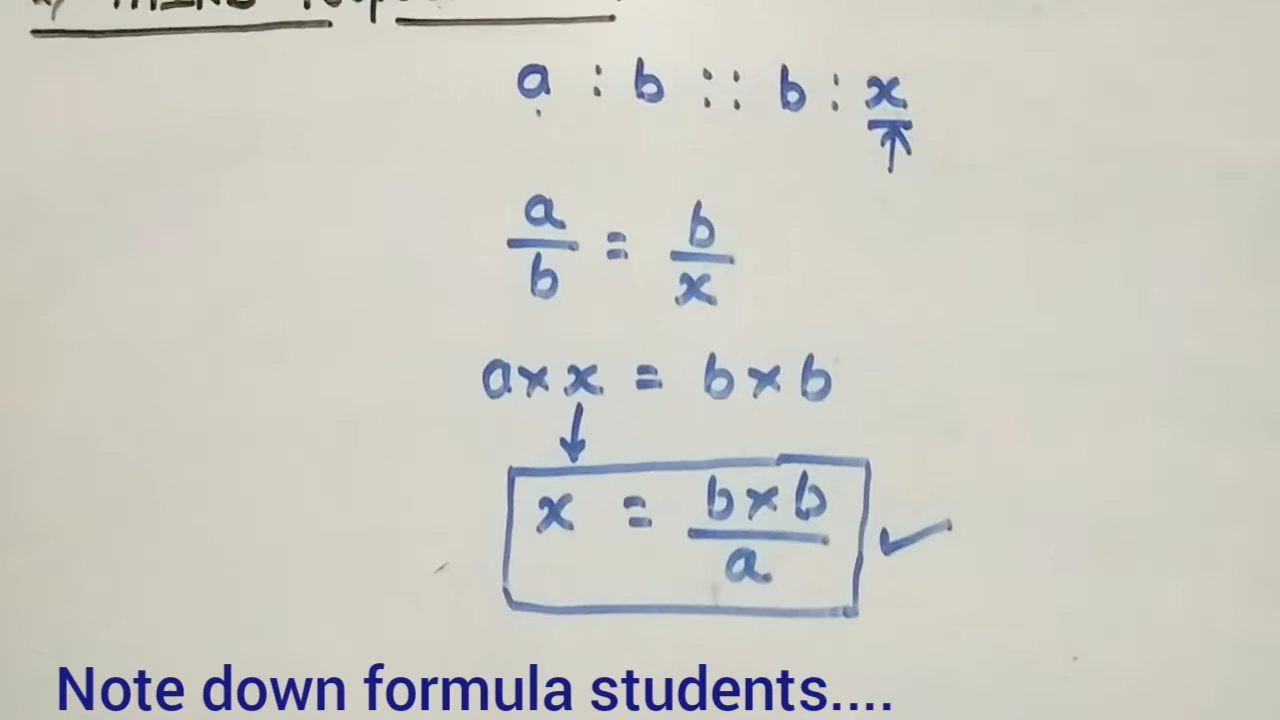 a : b :: b : x
a/b = b/x
a×x = b×b
x = b×b/a
Note down formula students....